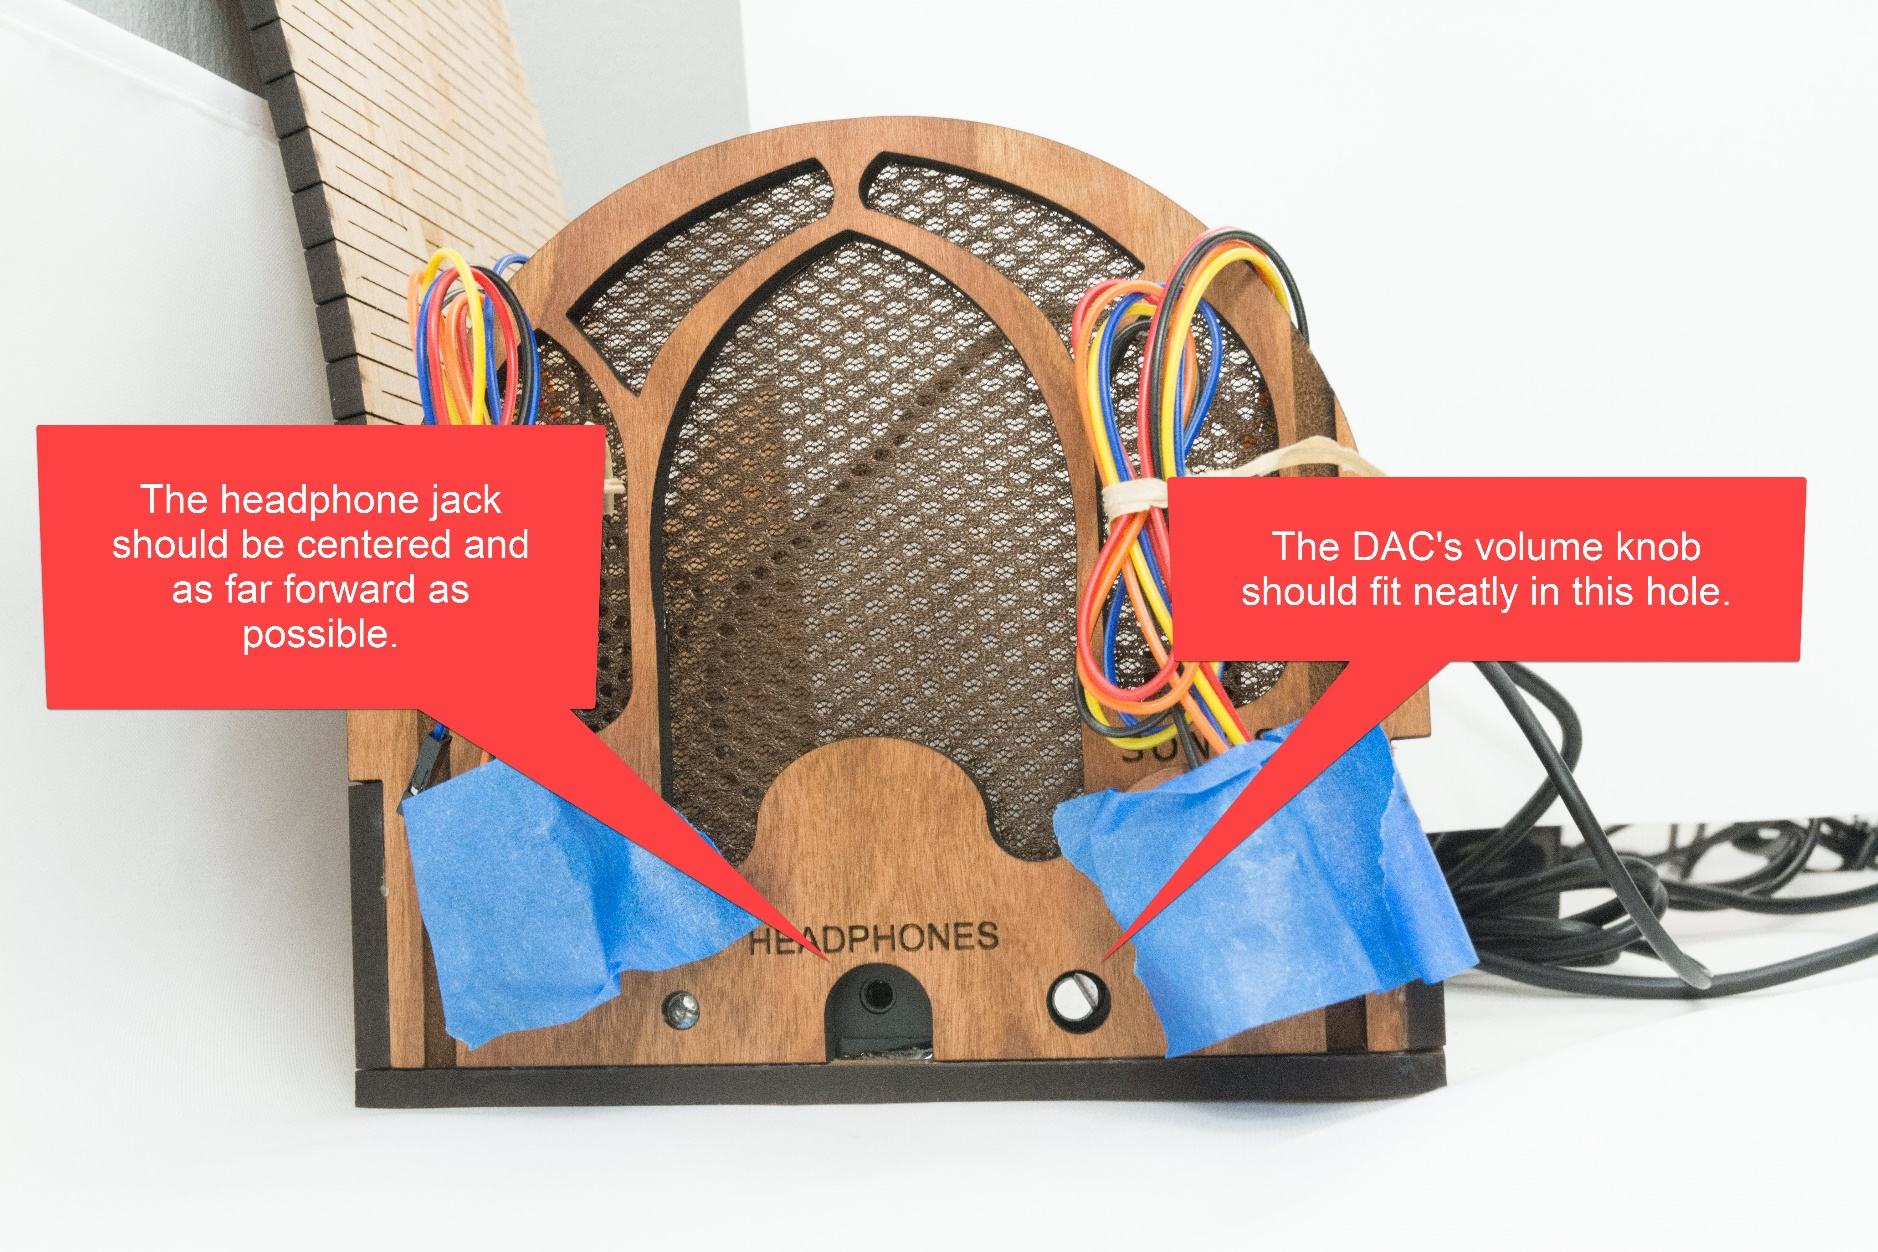 The headphone jack
should be centered and
as far forward as
possible.
The DAC's volume knob
should fit neatly in this hole.
HEADPHONES